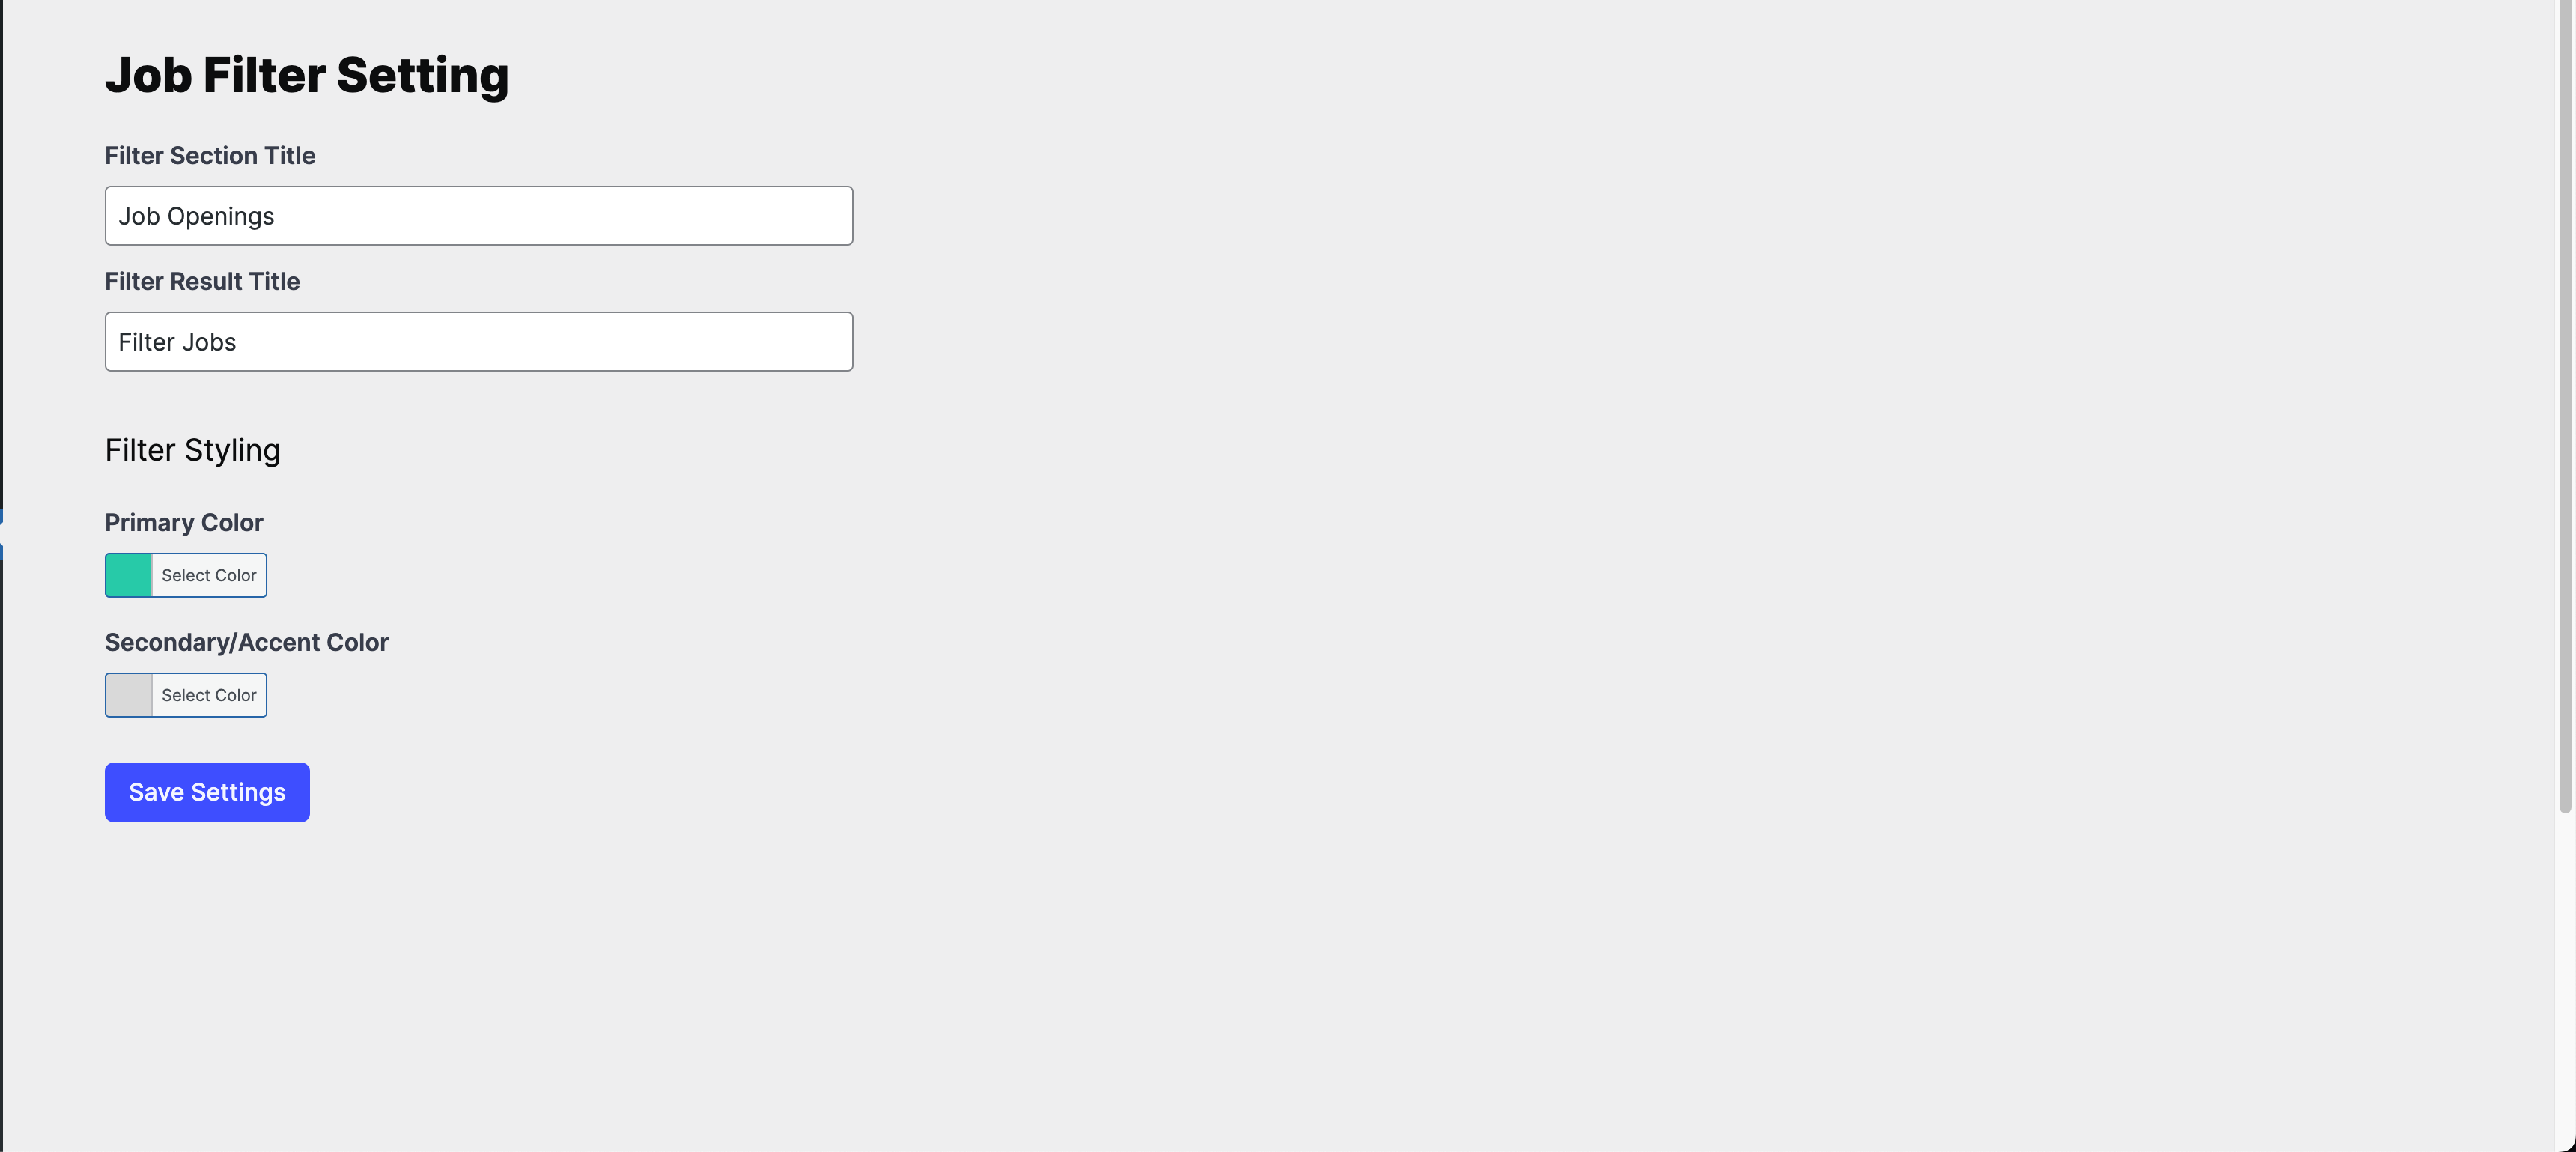 Job Filter Setting
Filter Section Title
Job Openings
Filter Result Title
Filter Jobs
Filter Styling
Primary Color
Select Color
Secondary/Accent Color
Select Color
Save Settings